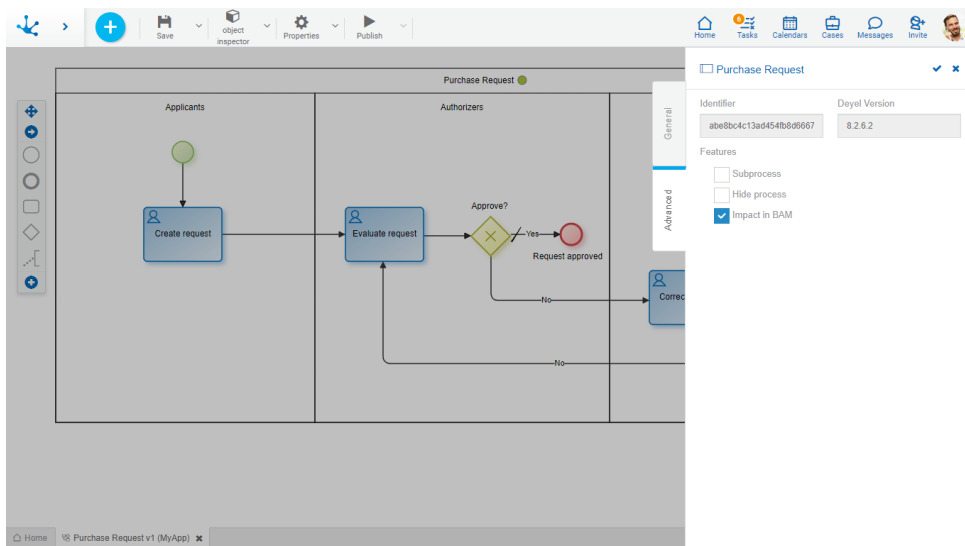 Save
object
inspector
Properties
Publish
Home
6
Tasks
Calendars
Cases
Messages
Invite
Purchase Request
Applicants
Authorizers
Create request
Evaluate request
Approve?
Yes
Request approved
No
Correc
No
General
Advanced
Purchase Request
Identifier
Deyel Version
abe8bc4c13ad454fb8d6667
8.2.6.2
Features
Subprocess
Hide process
Impact in BAM
Home
Purchase Request v1 (MyApp)